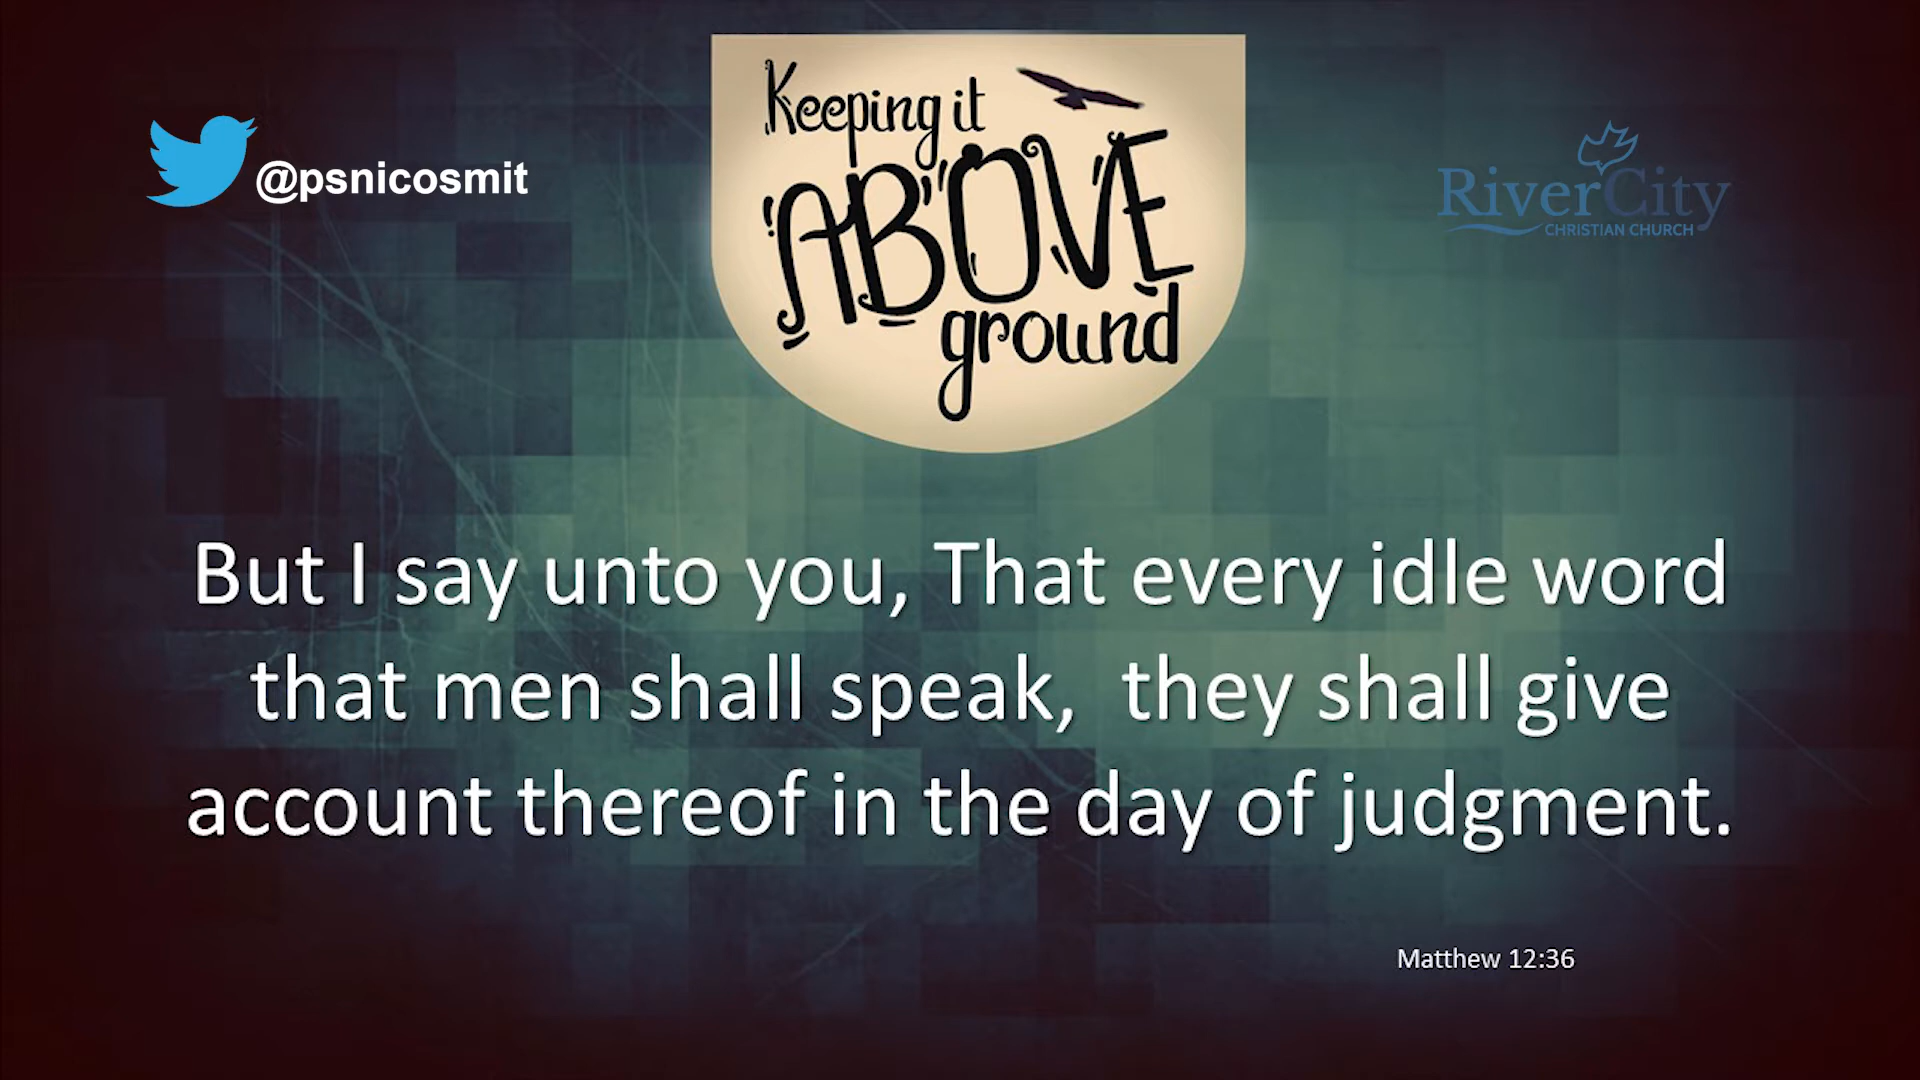 @psnicosmit
Keeping it
ABOVE
ground
RiverCity
CHRISTIAN CHURCH
But I say unto you, That every idle word
that men shall speak,  they shall give
account thereof in the day of judgment.
Matthew 12:36